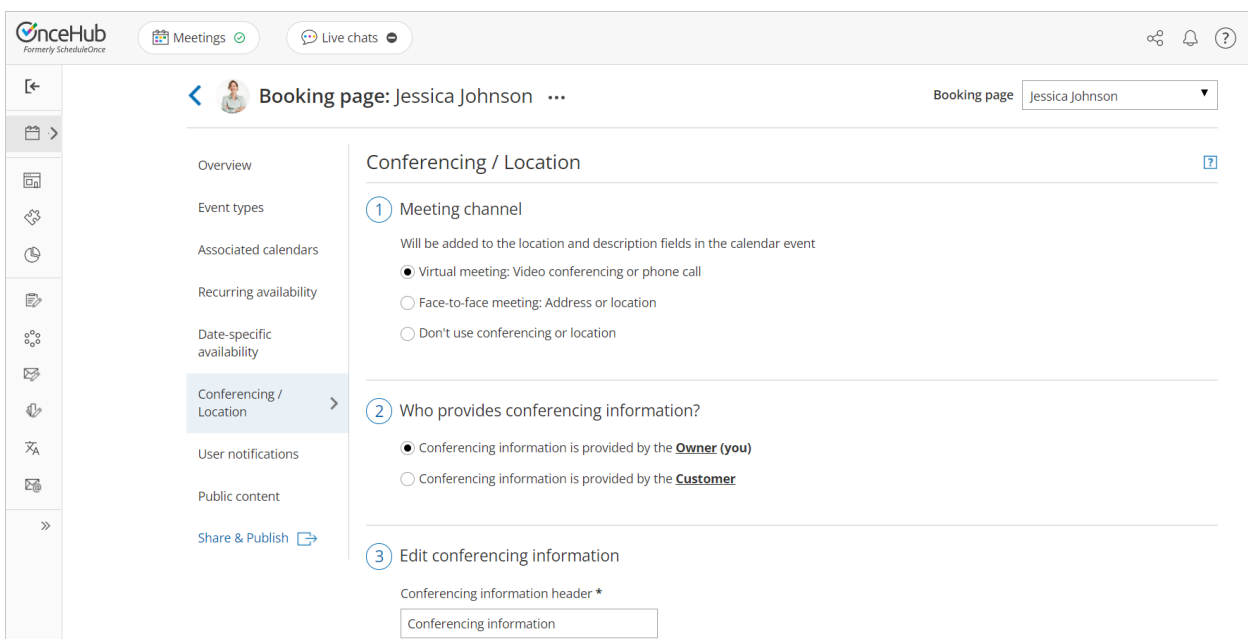 OnceHub
Formerly ScheduleOnce
Meetings
Live chats
?
Booking page: Jessica Johnson ...
Booking page
Jessica Johnson
Overview
Event types
Associated calendars
Recurring availability
Date-specific
availability
Conferencing /
Location
User notifications
Public content
Share & Publish
Conferencing / Location
?
1 Meeting channel
Will be added to the location and description fields in the calendar event
Virtual meeting: Video conferencing or phone call
Face-to-face meeting: Address or location
Don't use conferencing or location
2 Who provides conferencing information?
Conferencing information is provided by the Owner (you)
Conferencing information is provided by the Customer
3 Edit conferencing information
Conferencing information header *
Conferencing information